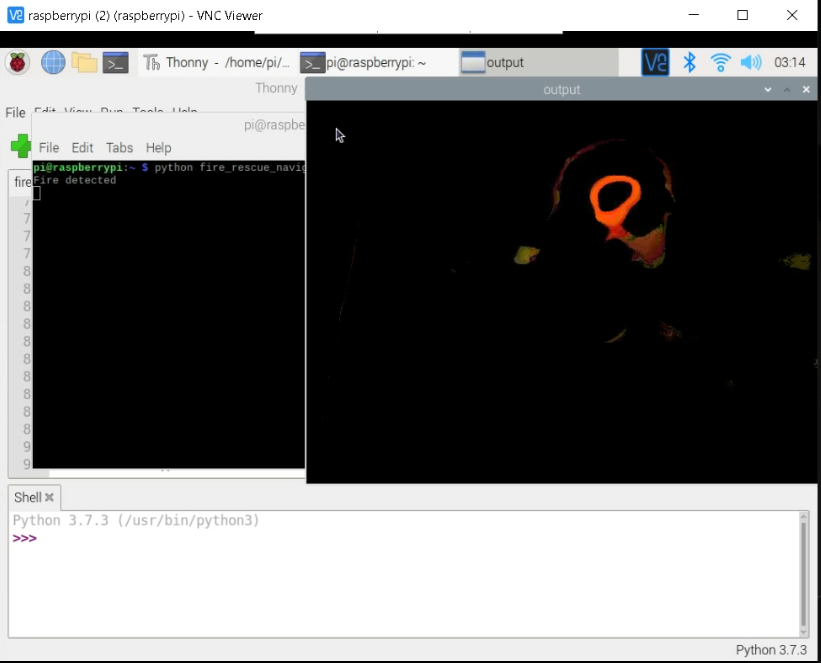 raspberrypi (2) (raspberrypi) - VNC Viewer
Thonny - /home/pi/... pi@raspberrypi: ~ output 03:14
Thonny
output
File Edit View Run Tools Help
pi@raspbe
File Edit Tabs Help
pi@raspberrypi:~ $ python fire_rescue_navig
Fire detected
fire
7
7
7
7
8
8
8
8
8
8
8
8
8
8
9
9
Shell
Python 3.7.3 (/usr/bin/python3)
>>>
Python 3.7.3